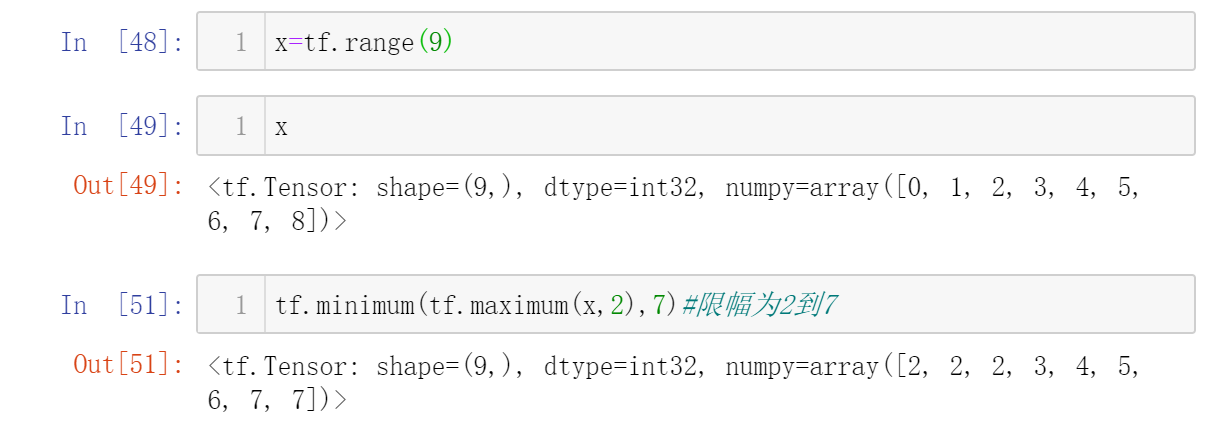 In [48]: 1 x=tf.range(9)
In [49]: 1 x
Out[49]: <tf.Tensor: shape=(9,), dtype=int32, numpy=array([0, 1, 2, 3, 4, 5,
6, 7, 8])>
In [51]: 1 tf.minimum(tf.maximum(x,2),7)#限幅为2到7
Out[51]: <tf.Tensor: shape=(9,), dtype=int32, numpy=array([2, 2, 2, 3, 4, 5,
6, 7, 7])>